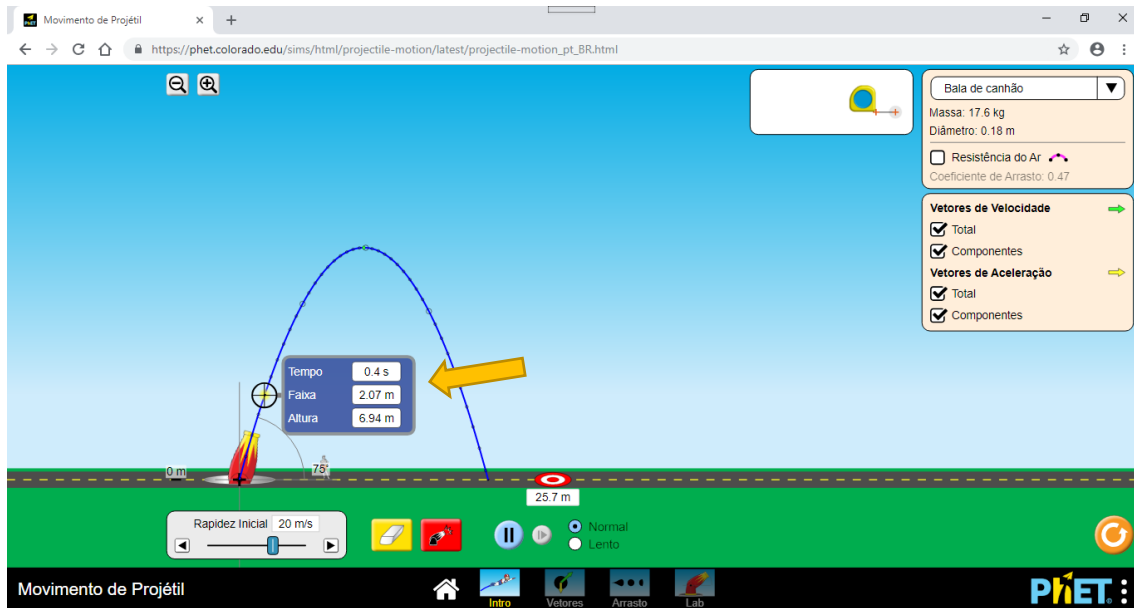 Movimento de Projétil
https://phet.colorado.edu/sims/html/projectile-motion/latest/projectile-motion_pt_BR.html
Bala de canhão
Massa: 17.6 kg
Diâmetro: 0.18 m
Resistência do Ar
Coeficiente de Arrasto: 0.47
Vetores de Velocidade
Total
Componentes
Vetores de Aceleração
Total
Componentes
Tempo 0.4 s
Faixa 2.07 m
Altura 6.94 m
0 m
75°
25.7 m
Rapidez Inicial 20 m/s
Normal
Lento
Movimento de Projétil
Intro
Vetores
Arrasto
Lab
PhET